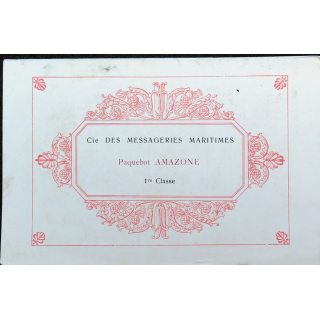 Cie DES MESSAGERIES MARITIMES
Paquebot AMAZONE
1re Classe